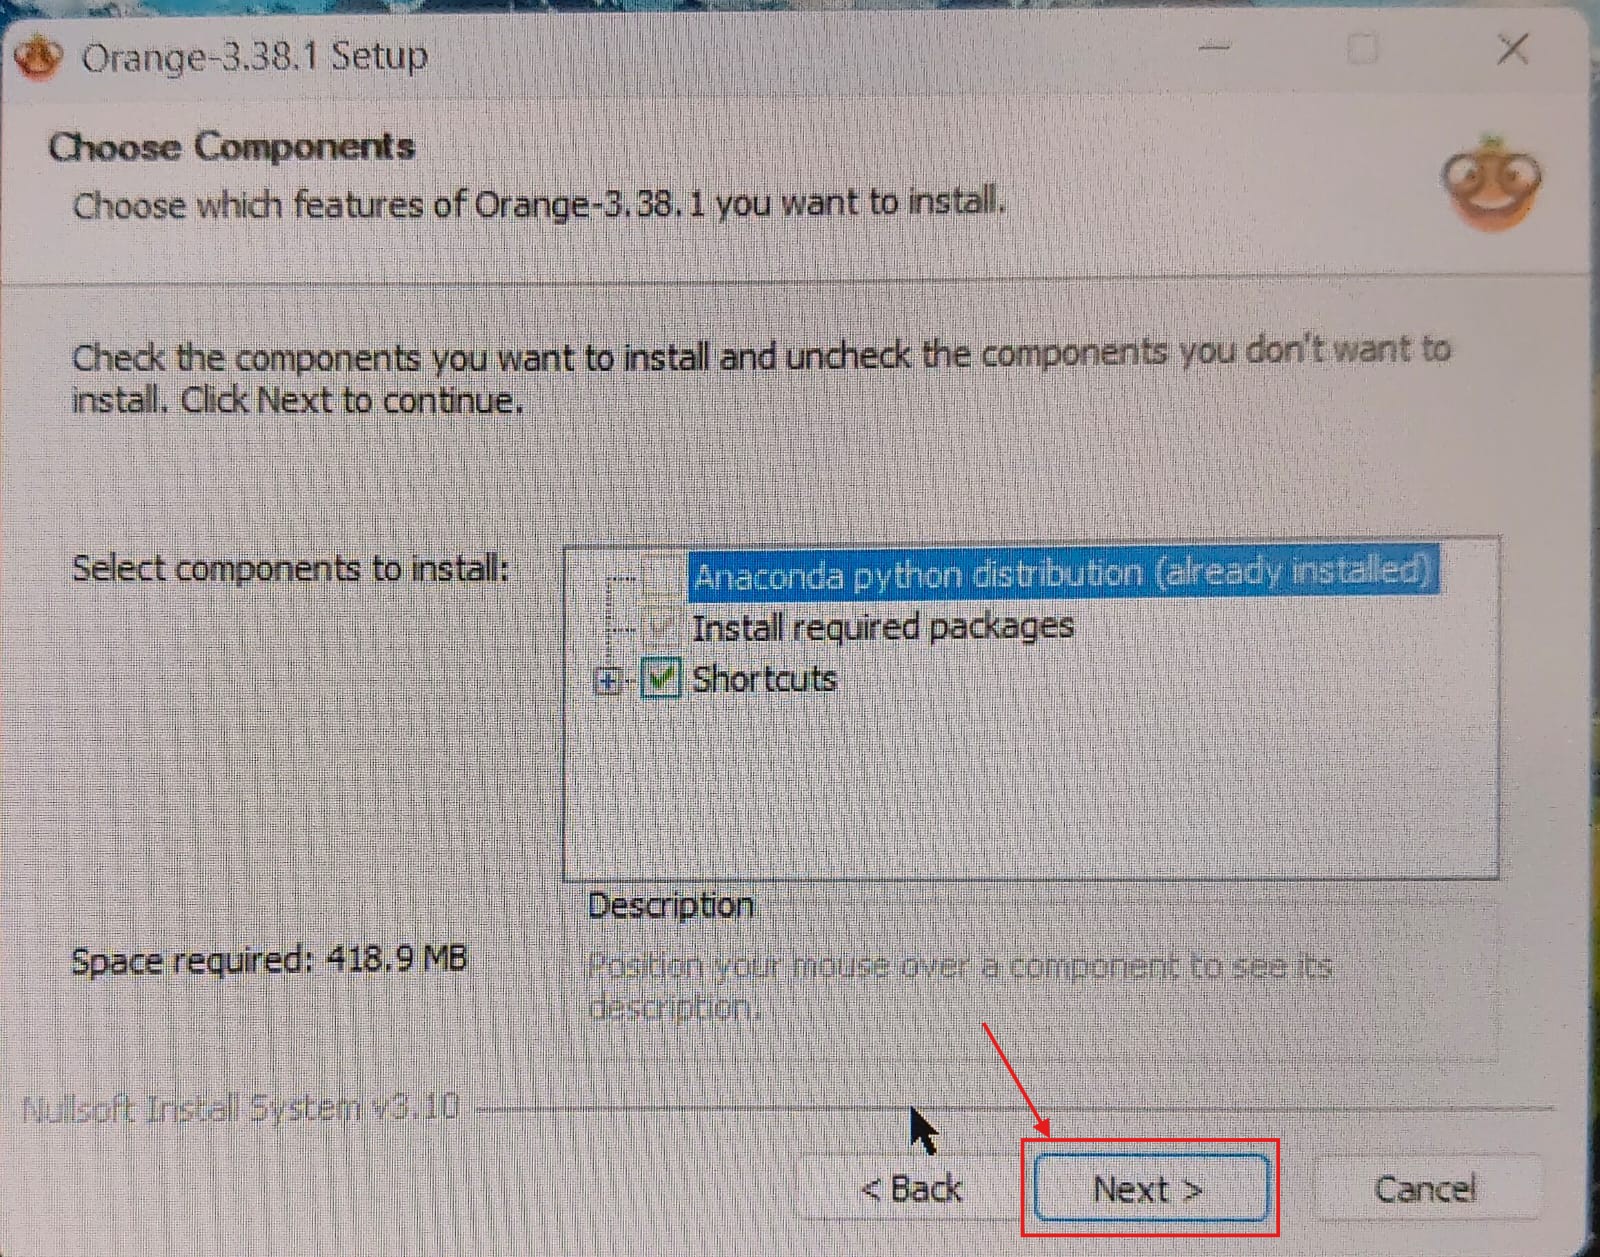 Orange-3.38.1 Setup
Choose Components
Choose which features of Orange-3.38.1 you want to install.
Check the components you want to install and uncheck the components you don't want to
install. Click Next to continue.
Select components to install:
Anaconda python distribution (already installed)
Install required packages
Shortcuts
Space required: 418.9 MB
Description
Position your mouse over a component to see its
description.
Nullsoft Install System v3.10
< Back
Next >
Cancel